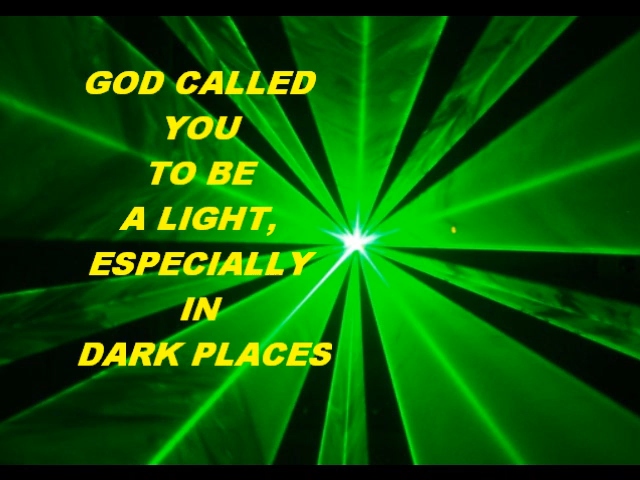 GOD CALLED
YOU
TO BE
A LIGHT,
ESPECIALLY
IN
DARK PLACES